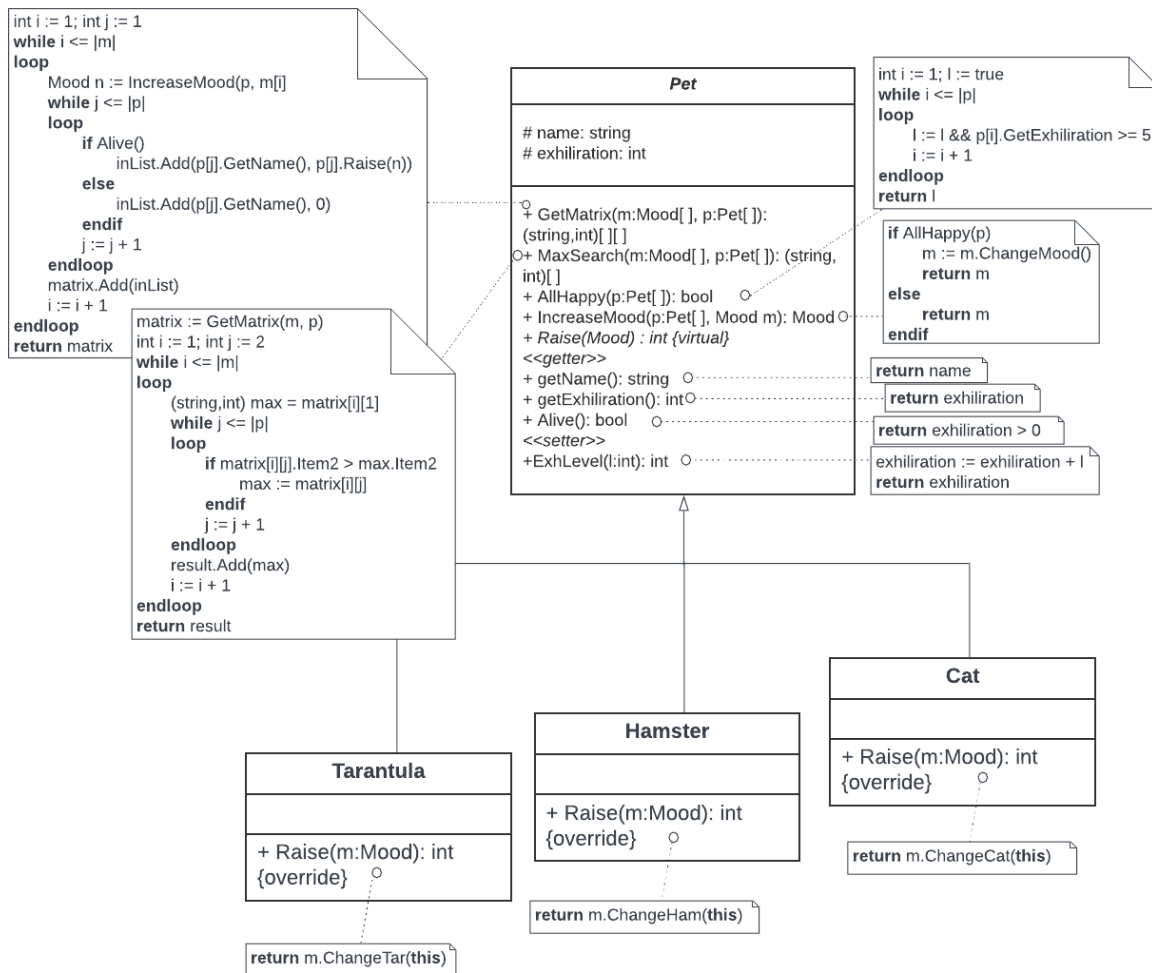 int i := 1; int j := 1
while i <= |m|
loop
Mood n := IncreaseMood(p, m[i]
while j <= |p|
loop
if Alive()
inList.Add(p[j].GetName(), p[j].Raise(n))
else
inList.Add(p[j].GetName(), 0)
endif
j := j + 1
endloop
matrix.Add(inList)
i := i + 1
endloop
return matrix
matrix := GetMatrix(m, p)
int i := 1; int j := 2
while i <= |m|
loop
(string,int) max = matrix[i][1]
while j <= |p|
loop
if matrix[i][j].Item2 > max.Item2
max := matrix[i][j]
endif
j := j + 1
endloop
result.Add(max)
i := i + 1
endloop
return result
Pet
# name: string
# exhiliration: int
+ GetMatrix(m:Mood[ ], p:Pet[ ]):
(string,int)[ ][ ]
+ MaxSearch(m:Mood[ ], p:Pet[ ]): (string,
int)[ ]
+ AllHappy(p:Pet[ ]): bool
+ IncreaseMood(p:Pet[ ], Mood m): Mood
+ Raise(Mood) : int {virtual}
<<getter>>
+ getName(): string
+ getExhiliration(): int
+ Alive(): bool
<<setter>>
+ExhLevel(l:int): int
int i := 1; l := true
while i <= |p|
loop
l := l && p[i].GetExhiliration >= 5
i := i + 1
endloop
return l
if AllHappy(p)
m := m.ChangeMood()
return m
else
return m
endif
return name
return exhiliration
return exhiliration > 0
exhiliration := exhiliration + l
return exhiliration
Tarantula
+ Raise(m:Mood): int
{override}
return m.ChangeTar(this)
Hamster
+ Raise(m:Mood): int
{override}
return m.ChangeHam(this)
Cat
+ Raise(m:Mood): int
{override}
return m.ChangeCat(this)